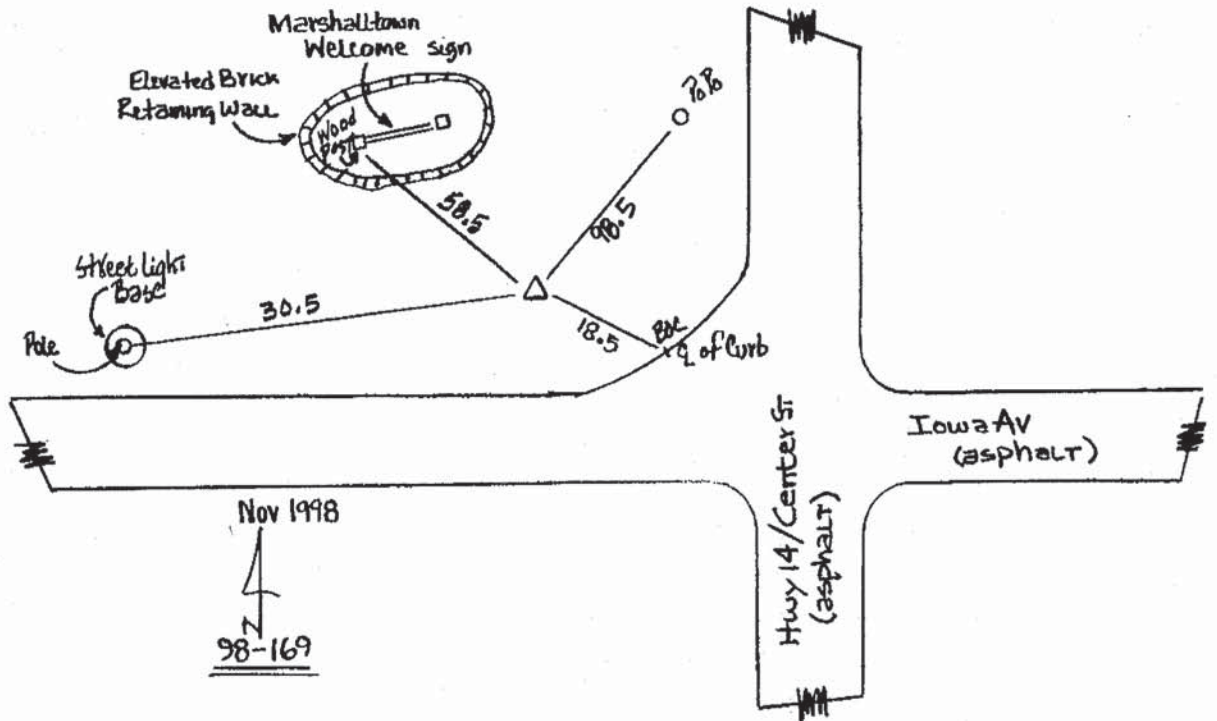 Marshalltown
Welcome sign
Elevated Brick
Retaining Wall
Wood
Post
PoPo
58.5
98.5
Street light
Base
30.5
Pole
18.5
BOC
℄ of Curb
Iowa Av
(asphalt)
Hwy 14/Center St
(asphalt)
Nov 1998
N
98-169